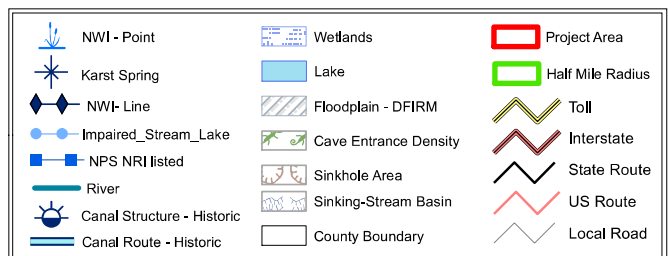 NWI - Point
Karst Spring
NWI- Line
Impaired_Stream_Lake
NPS NRI listed
River
Canal Structure - Historic
Canal Route - Historic
Wetlands
Lake
Floodplain - DFIRM
Cave Entrance Density
Sinkhole Area
Sinking-Stream Basin
County Boundary
Project Area
Half Mile Radius
Toll
Interstate
State Route
US Route
Local Road